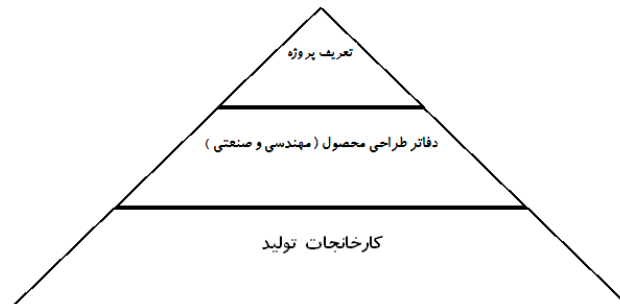 تعریف پروژه
دفاتر طراحی محصول ( مهندسی و صنعتی )
کارخانجات تولید